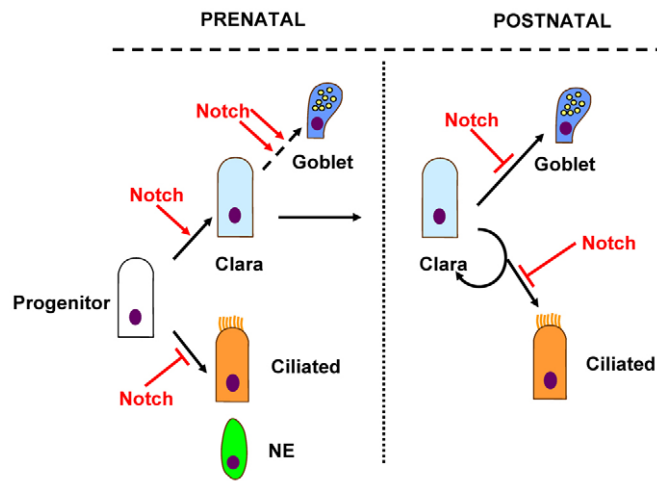 PRENATAL
POSTNATAL
Notch
Goblet
Notch
Clara
Progenitor
Notch
Ciliated
NE
Notch
Goblet
Clara
Notch
Ciliated